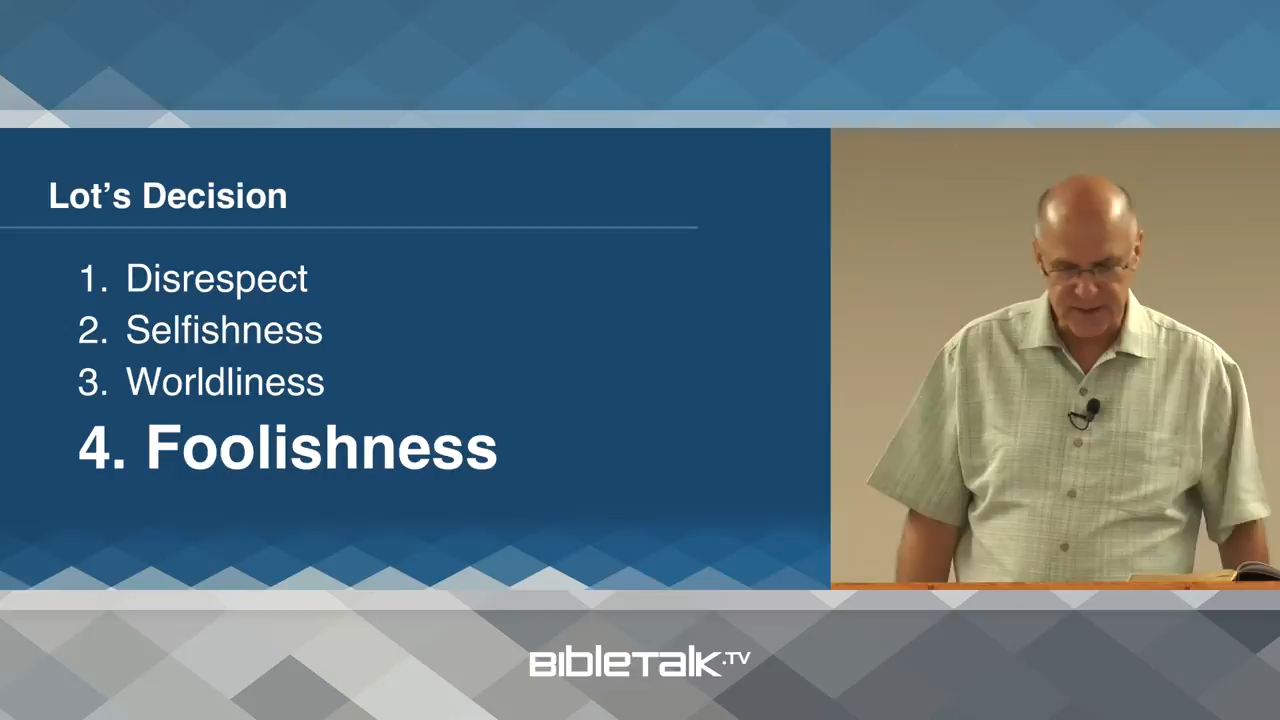 Lot's Decision
1. Disrespect
2. Selfishness
3. Worldliness
4. Foolishness
BIBLETALK.TV